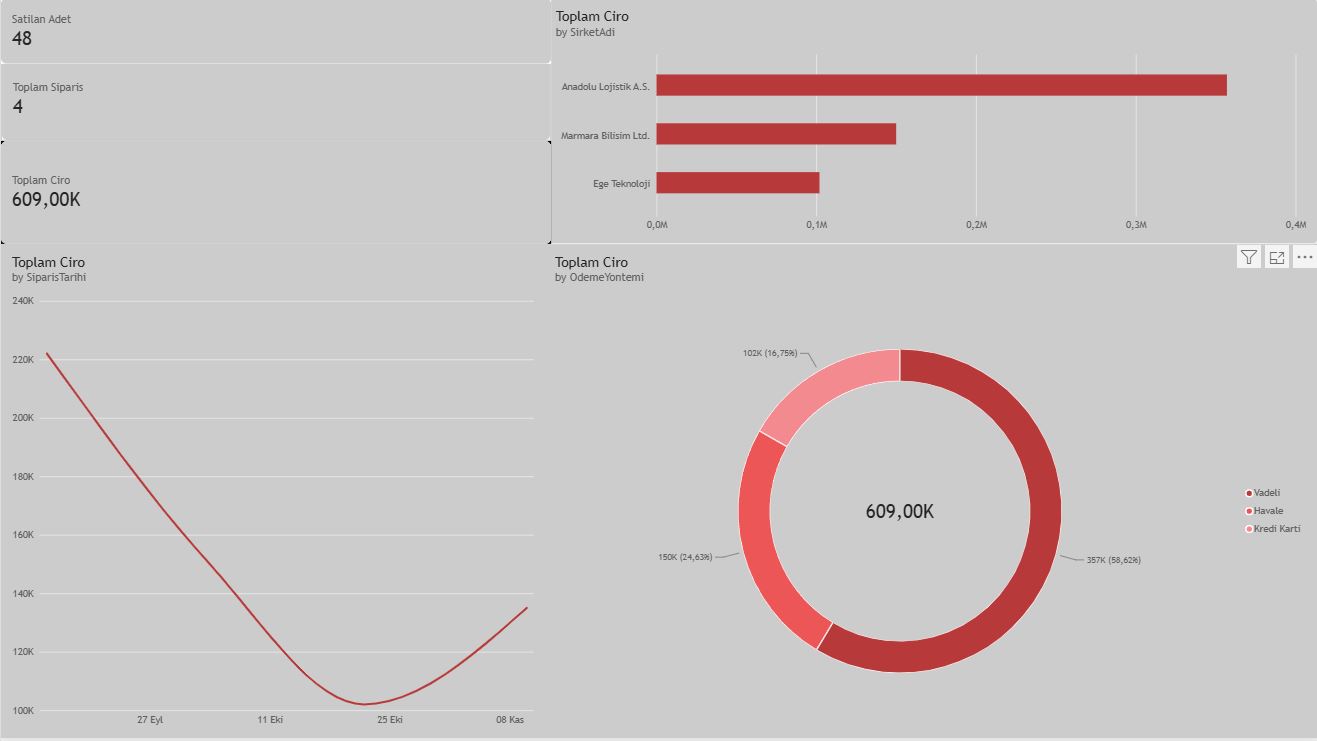 Satilan Adet
48
Toplam Siparis
4
Toplam Ciro
609,00K
Toplam Ciro
by SirketAdi
Anadolu Lojistik A.S.
Marmara Bilisim Ltd.
Ege Teknoloji
0,0M 0,1M 0,2M 0,3M 0,4M
Toplam Ciro
by SiparisTarihi
240K
220K
200K
180K
160K
140K
120K
100K
27 Eyl 11 Eki 25 Eki 08 Kas
Toplam Ciro
by OdemeYontemi
102K (16,75%)
609,00K
150K (24,63%)
357K (58,62%)
Vadeli
Havale
Kredi Karti